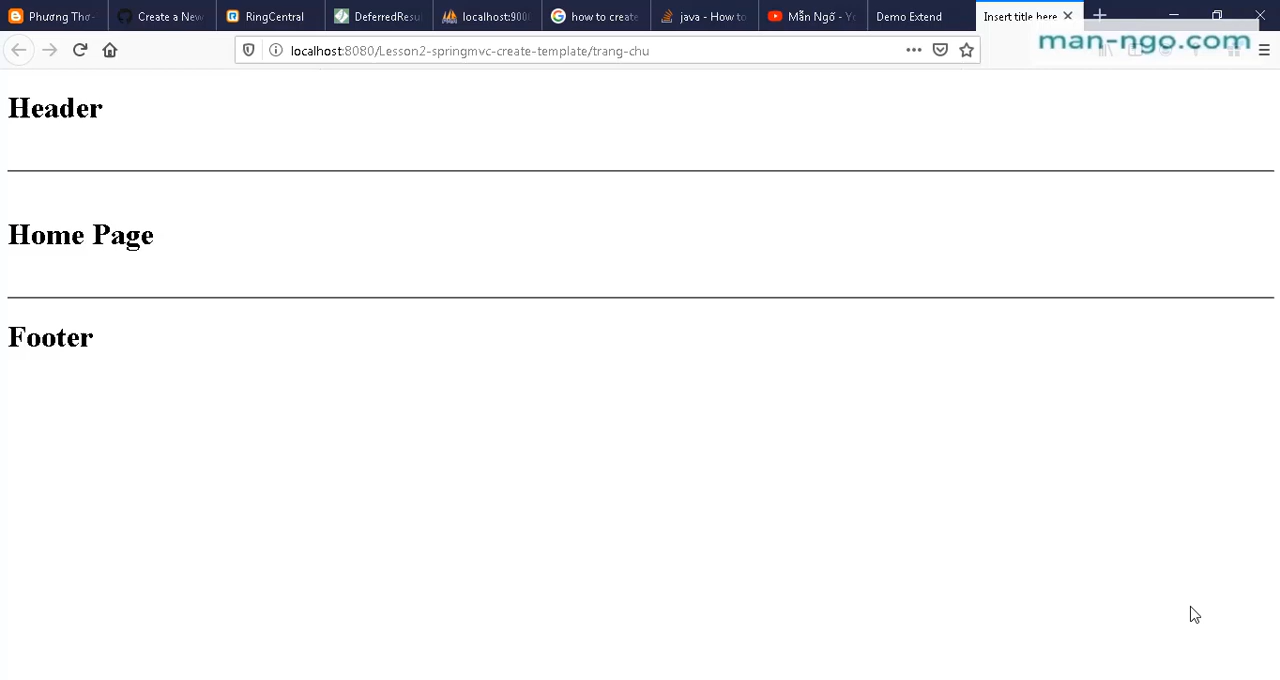 Phương Thơ
Create a New
RingCentral
DeferredResu
localhost:900
how to create
java - How to
Mẫn Ngố - Yo
Demo Extend
Insert title here
localhost:8080/Lesson2-springmvc-create-template/trang-chu
man-ngo.com
Header
Home Page
Footer